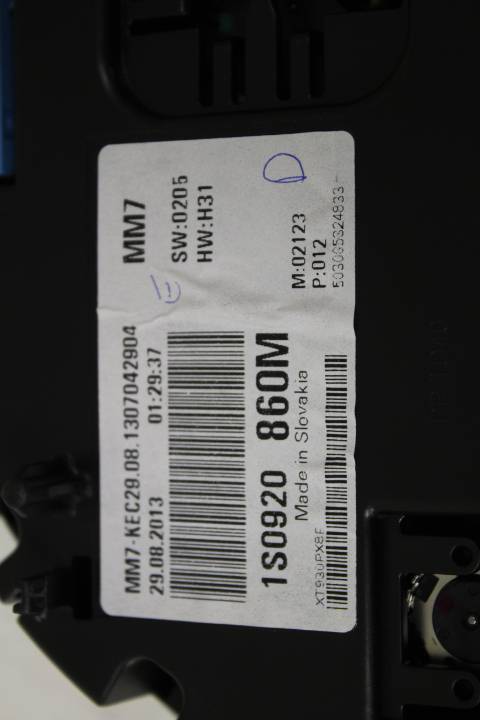 MM7-KEC29.08.1307042904 MM7
29.08.2013 01:29:37 SW:0205
HW:H31
1S0920 860M
Made in Slovakia M:02123
P:012
D